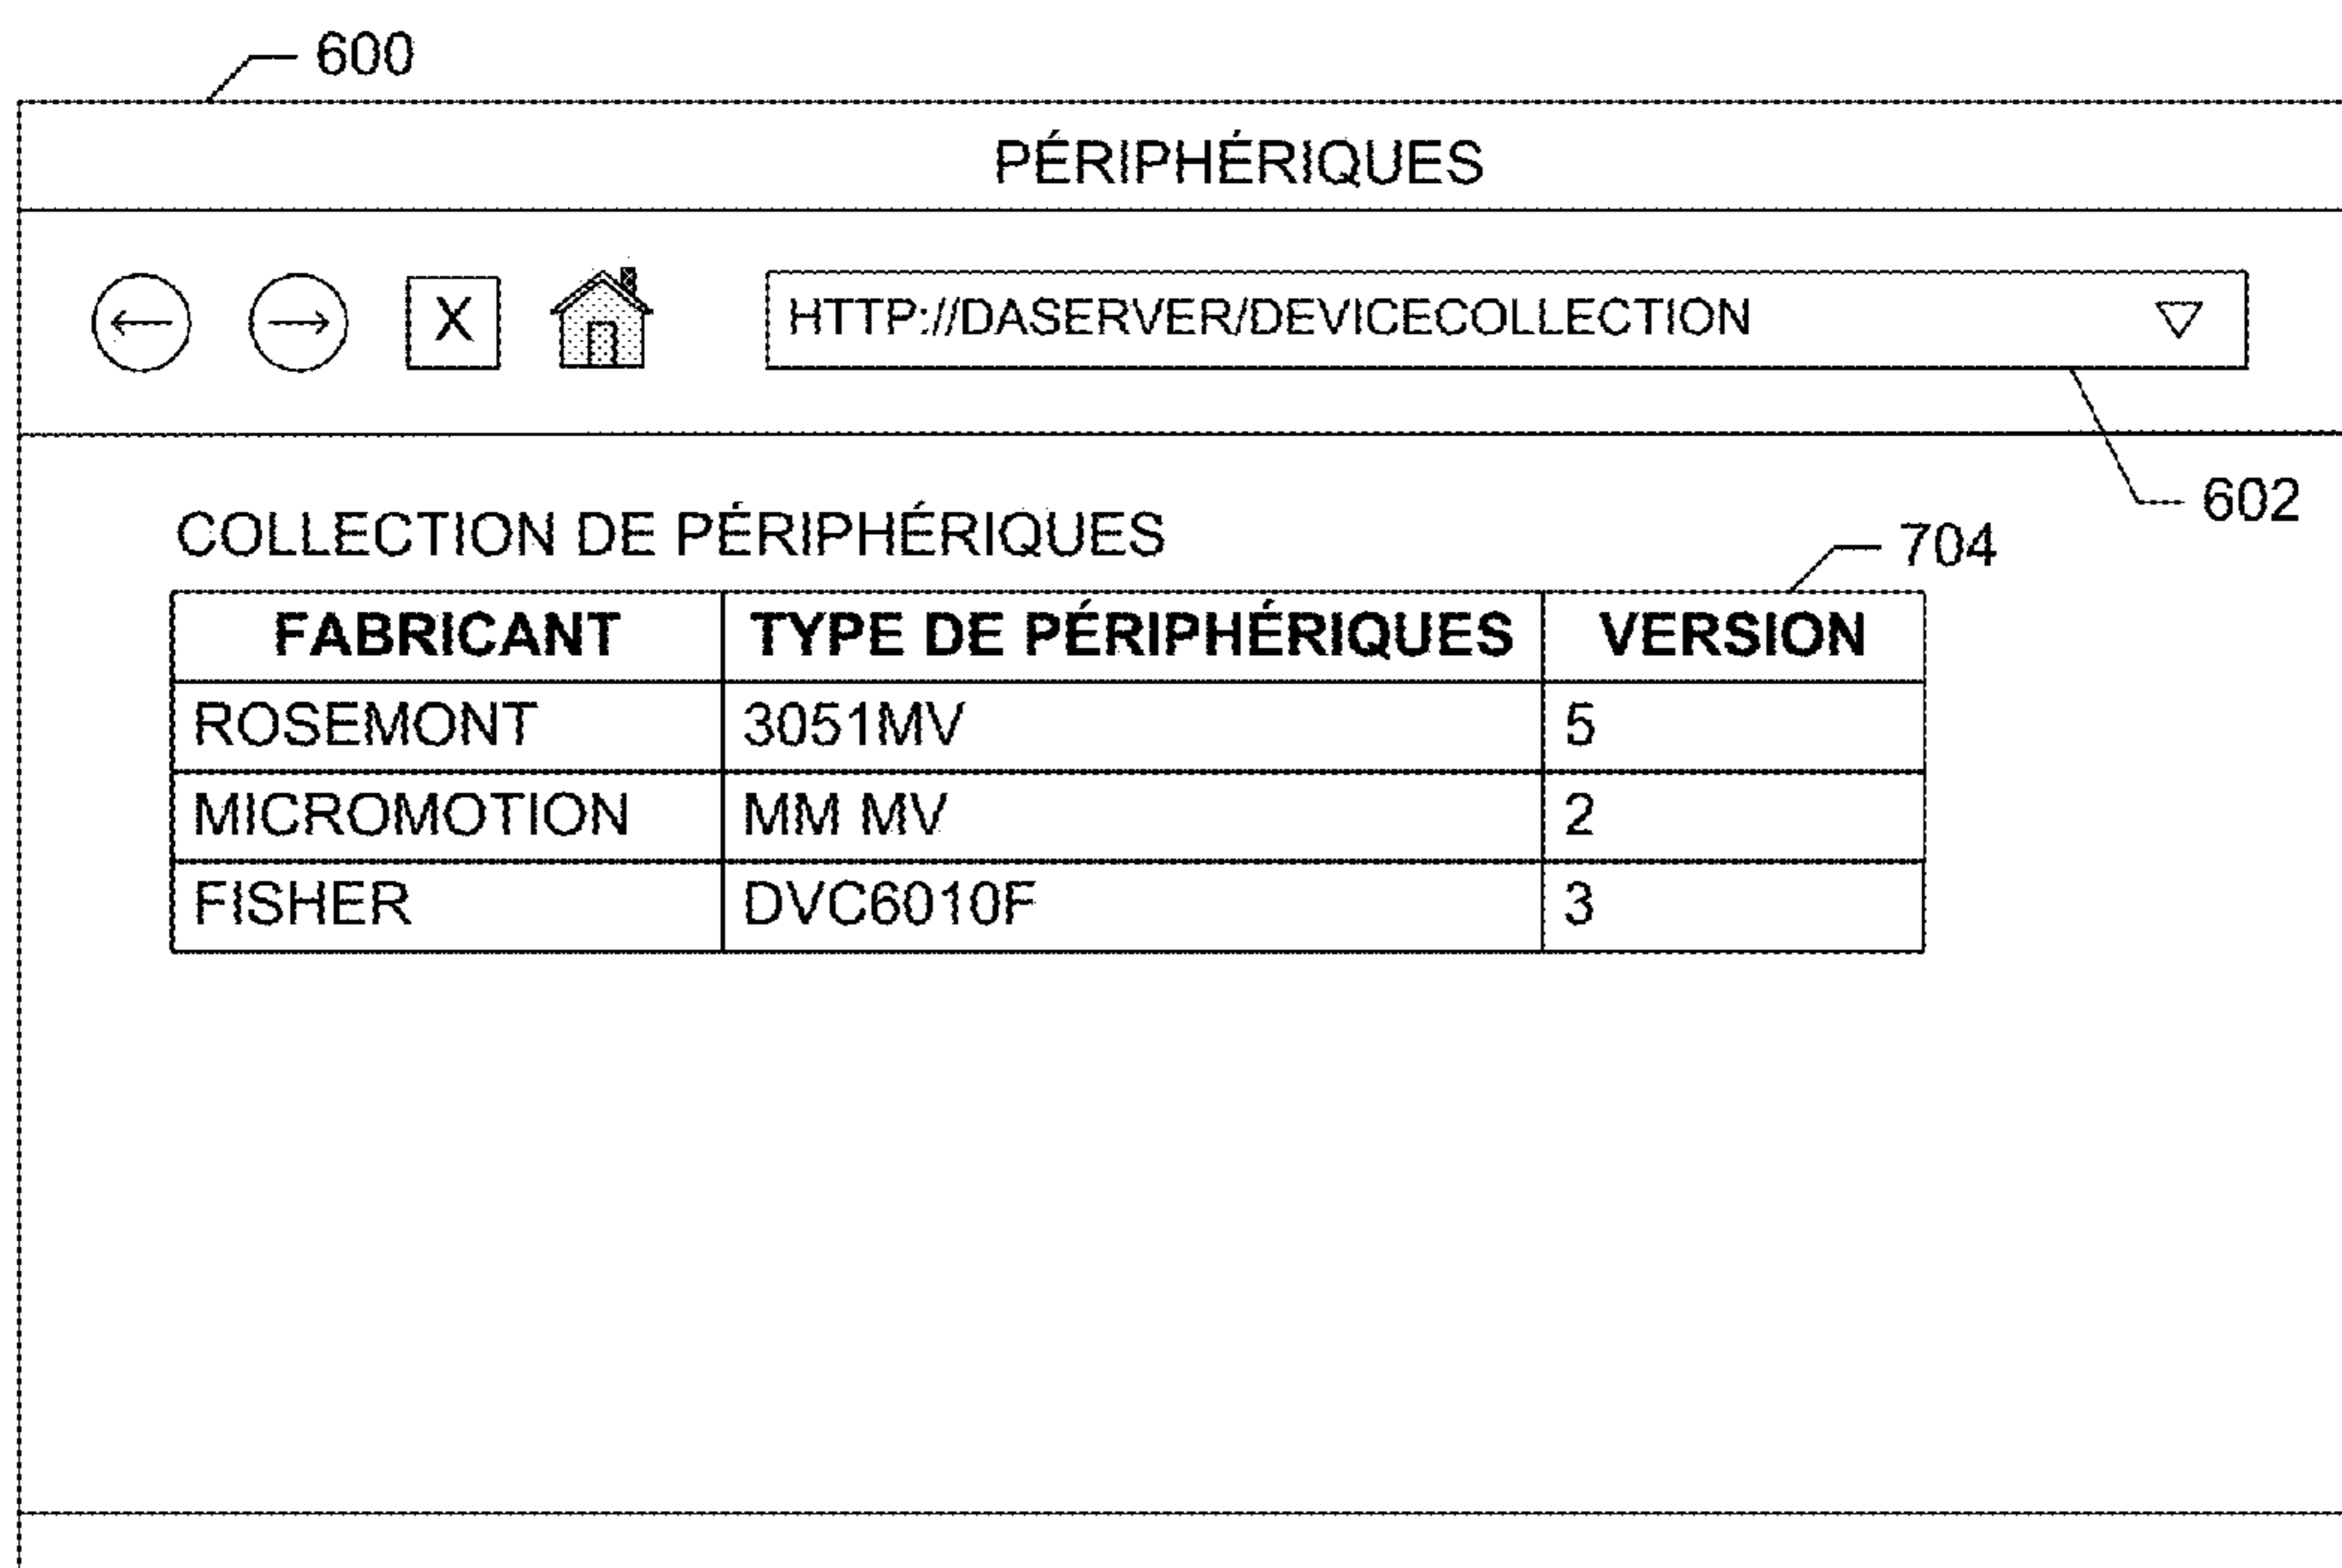 600
PÉRIPHÉRIQUES
X
HTTP://DASERVER/DEVICECOLLECTION
602
COLLECTION DE PÉRIPHÉRIQUES
704
FABRICANT TYPE DE PÉRIPHÉRIQUES VERSION
ROSEMONT 3051MV 5
MICROMOTION MM MV 2
FISHER DVC6010F 3